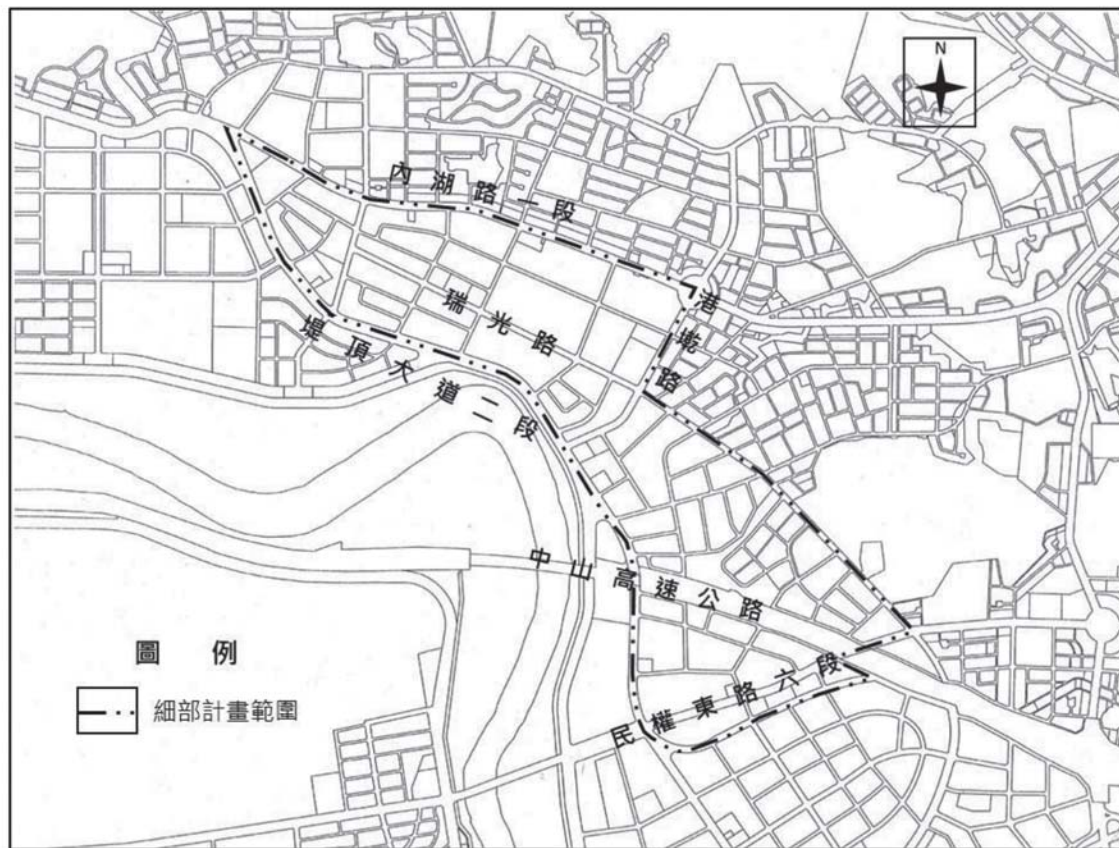 N
內湖路一段
港墘路
瑞光路
堤頂大道二段
中山高速公路
民權東路六段
圖 例
細部計畫範圍